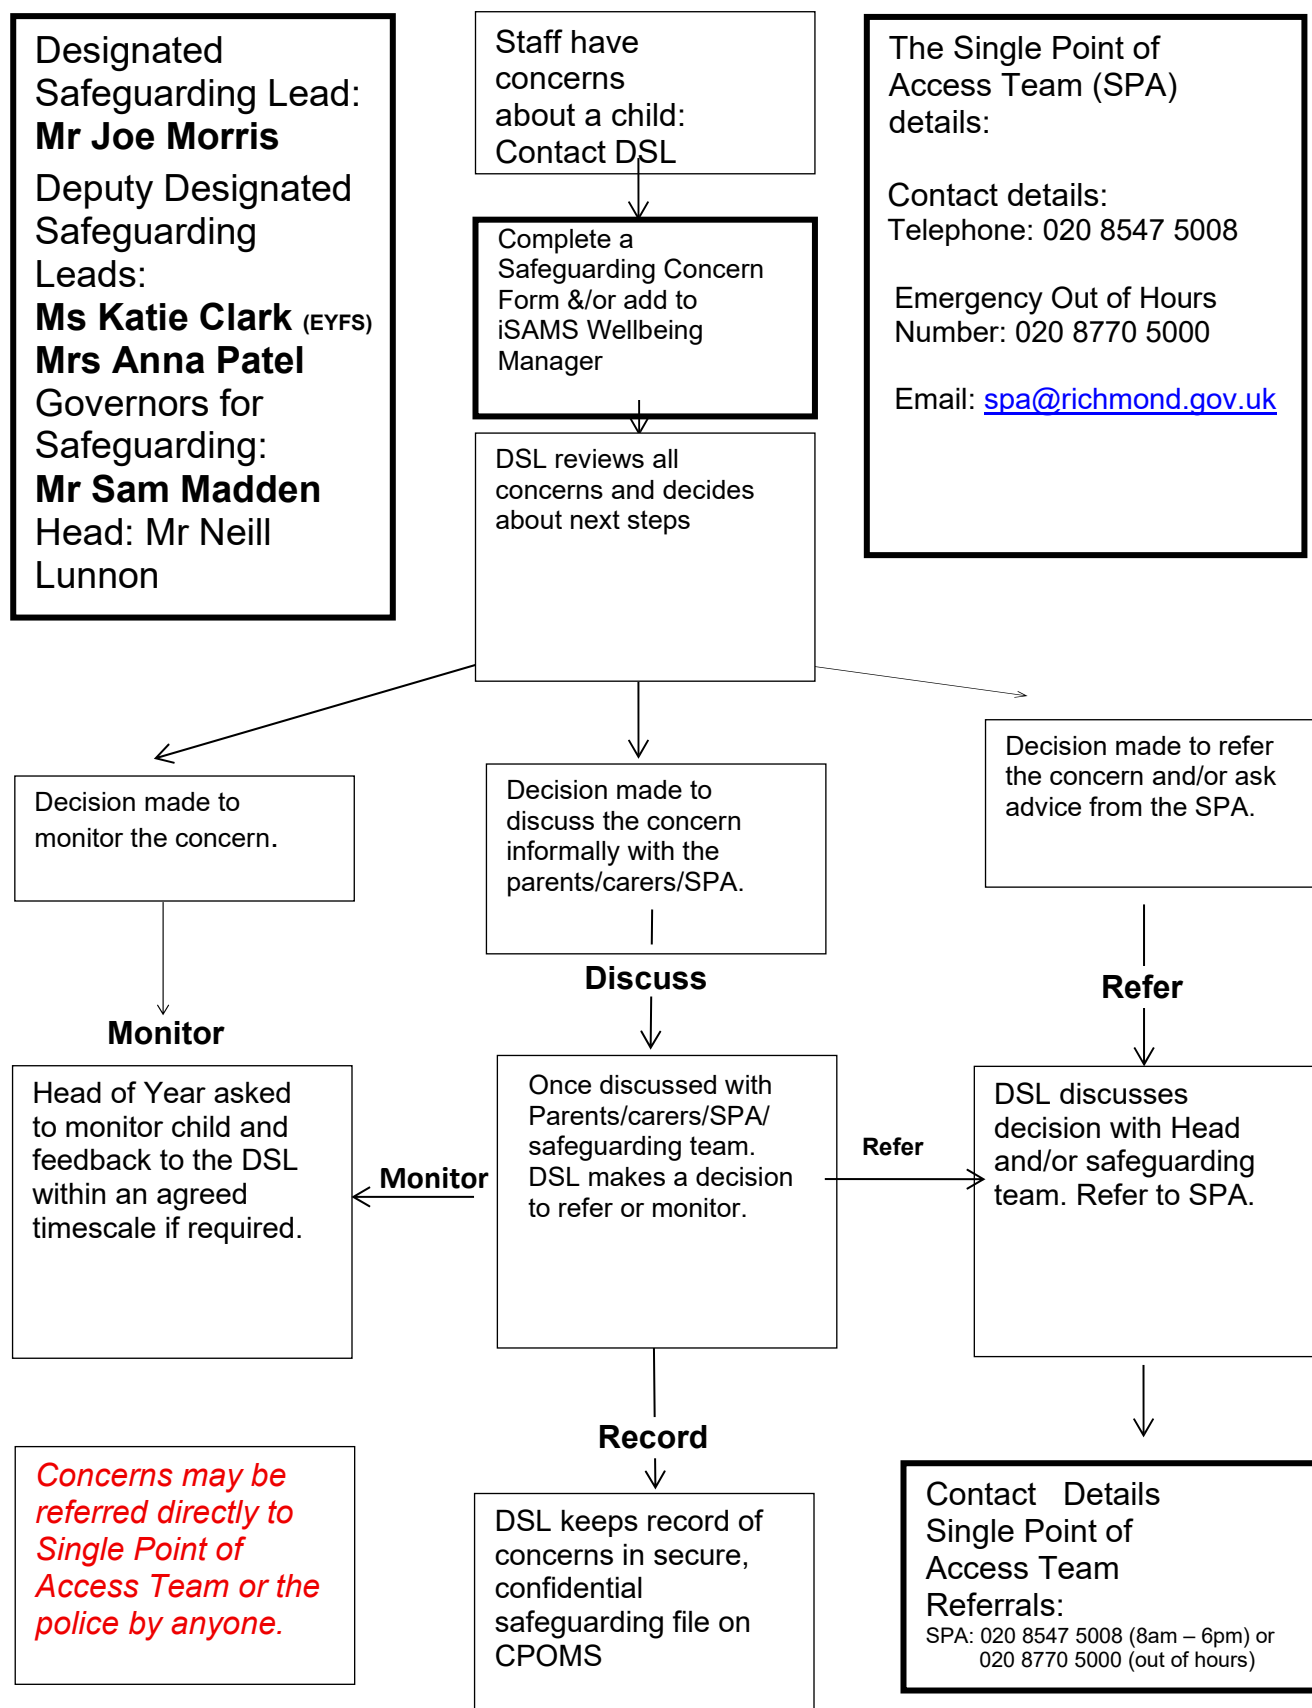 Designated
Safeguarding Lead:
Mr Joe Morris
Deputy Designated
Safeguarding
Leads:
Ms Katie Clark (EYFS)
Mrs Anna Patel
Governors for
Safeguarding:
Mr Sam Madden
Head: Mr Neill
Lunnon
Staff have
concerns
about a child:
Contact DSL
The Single Point of
Access Team (SPA)
details:
Contact details:
Telephone: 020 8547 5008
Emergency Out of Hours
Number: 020 8770 5000
Email: spa@richmond.gov.uk
Complete a
Safeguarding Concern
Form &/or add to
iSAMS Wellbeing
Manager
DSL reviews all
concerns and decides
about next steps
Decision made to
monitor the concern.
Decision made to
discuss the concern
informally with the
parents/carers/SPA.
Decision made to refer
the concern and/or ask
advice from the SPA.
Monitor
Discuss
Refer
Head of Year asked
to monitor child and
feedback to the DSL
within an agreed
timescale if required.
Monitor
Once discussed with
Parents/carers/SPA/
safeguarding team.
DSL makes a decision
to refer or monitor.
Refer
DSL discusses
decision with Head
and/or safeguarding
team. Refer to SPA.
Record
Concerns may be
referred directly to
Single Point of
Access Team or the
police by anyone.
DSL keeps record of
concerns in secure,
confidential
safeguarding file on
CPOMS
Contact Details
Single Point of
Access Team
Referrals:
SPA: 020 8547 5008 (8am – 6pm) or
020 8770 5000 (out of hours)